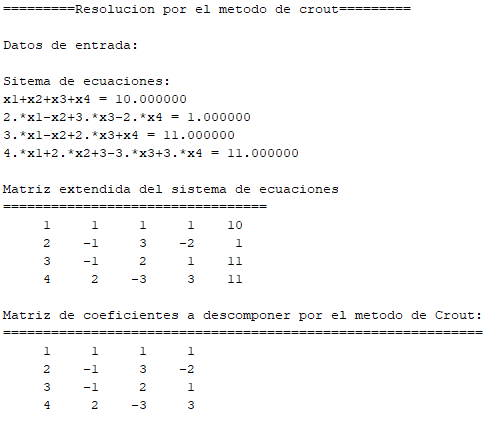 =========Resolucion por el metodo de crout=========
Datos de entrada:
Sitema de ecuaciones:
x1+x2+x3+x4 = 10.000000
2.*x1-x2+3.*x3-2.*x4 = 1.000000
3.*x1-x2+2.*x3+x4 = 11.000000
4.*x1+2.*x2+3-3.*x3+3.*x4 = 11.000000
Matriz extendida del sistema de ecuaciones
=================================
1 1 1 1 10
2 -1 3 -2 1
3 -1 2 1 11
4 2 -3 3 11
Matriz de coeficientes a descomponer por el metodo de Crout:
============================================================
1 1 1 1
2 -1 3 -2
3 -1 2 1
4 2 -3 3